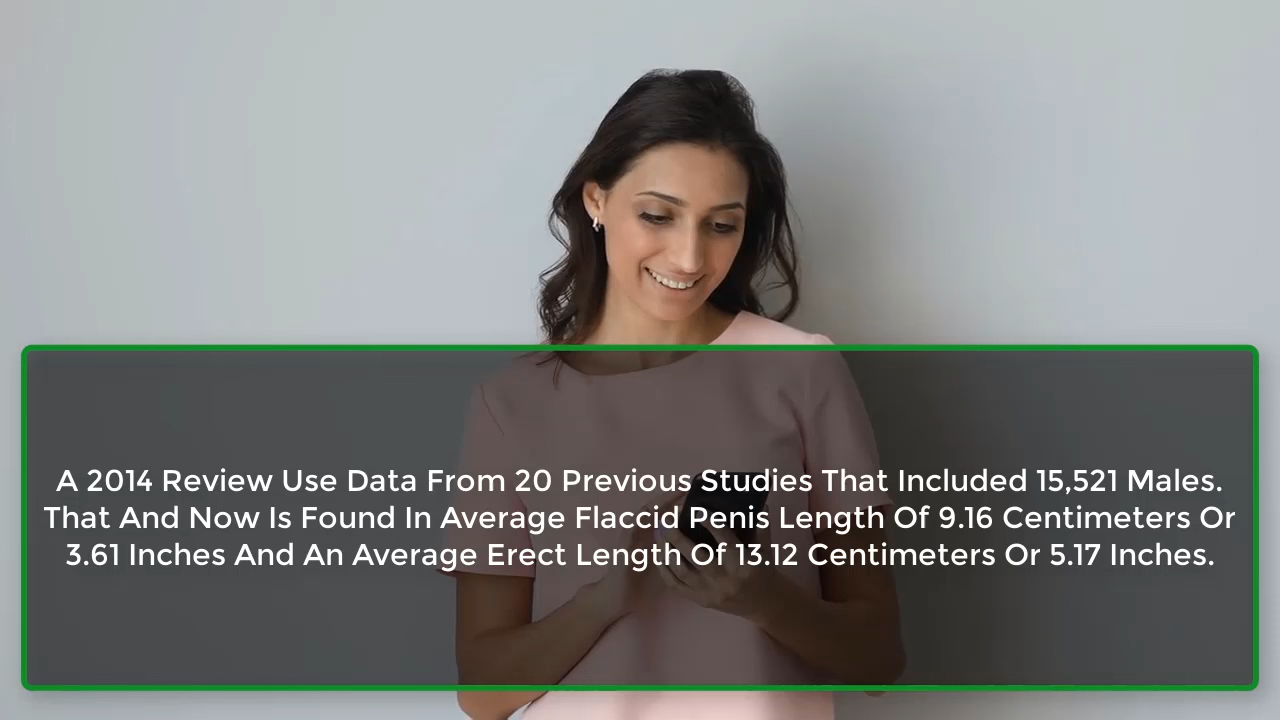 A 2014 Review Use Data From 20 Previous Studies That Included 15,521 Males.
That And Now Is Found In Average Flaccid Penis Length Of 9.16 Centimeters Or
3.61 Inches And An Average Erect Length Of 13.12 Centimeters Or 5.17 Inches.